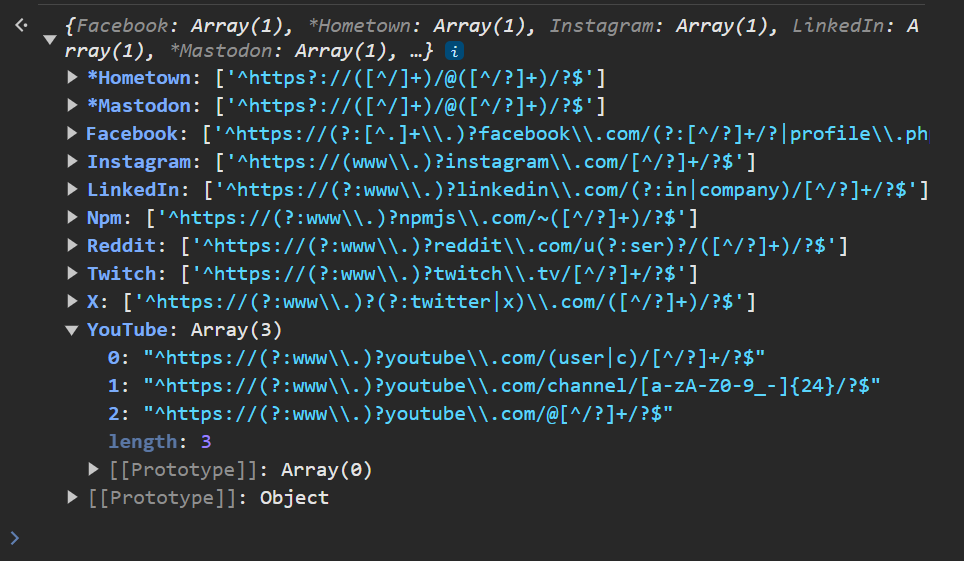 {Facebook: Array(1), *Hometown: Array(1), Instagram: Array(1), LinkedIn: A
rray(1), *Mastodon: Array(1), …} i
*Hometown: ['^https?://([^/]+)/@([^/?]+)/?$']
*Mastodon: ['^https?://([^/]+)/@([^/?]+)/?$']
Facebook: ['^https://(?:[^.]+\\.)?facebook\\.com/(?:[^/?]+/?|profile\\.ph
Instagram: ['^https://(www\\.)?instagram\\.com/[^/?]+/?$']
LinkedIn: ['^https://(?:www\\.)?linkedin\\.com/(?:in|company)/[^/?]+/?$']
Npm: ['^https://(?:www\\.)?npmjs\\.com/~([^/?]+)/?$']
Reddit: ['^https://(?:www\\.)?reddit\\.com/u(?:ser)?/([^/?]+)/?$']
Twitch: ['^https://(?:www\\.)?twitch\\.tv/[^/?]+/?$']
X: ['^https://(?:www\\.)?(?:twitter|x)\\.com/([^/?]+)/?$']
YouTube: Array(3)
0: "^https://(?:www\\.)?youtube\\.com/(user|c)/[^/?]+/?$"
1: "^https://(?:www\\.)?youtube\\.com/channel/[a-zA-Z0-9_-]{24}/?$"
2: "^https://(?:www\\.)?youtube\\.com/@[^/?]+/?$"
length: 3
[[Prototype]]: Array(0)
[[Prototype]]: Object